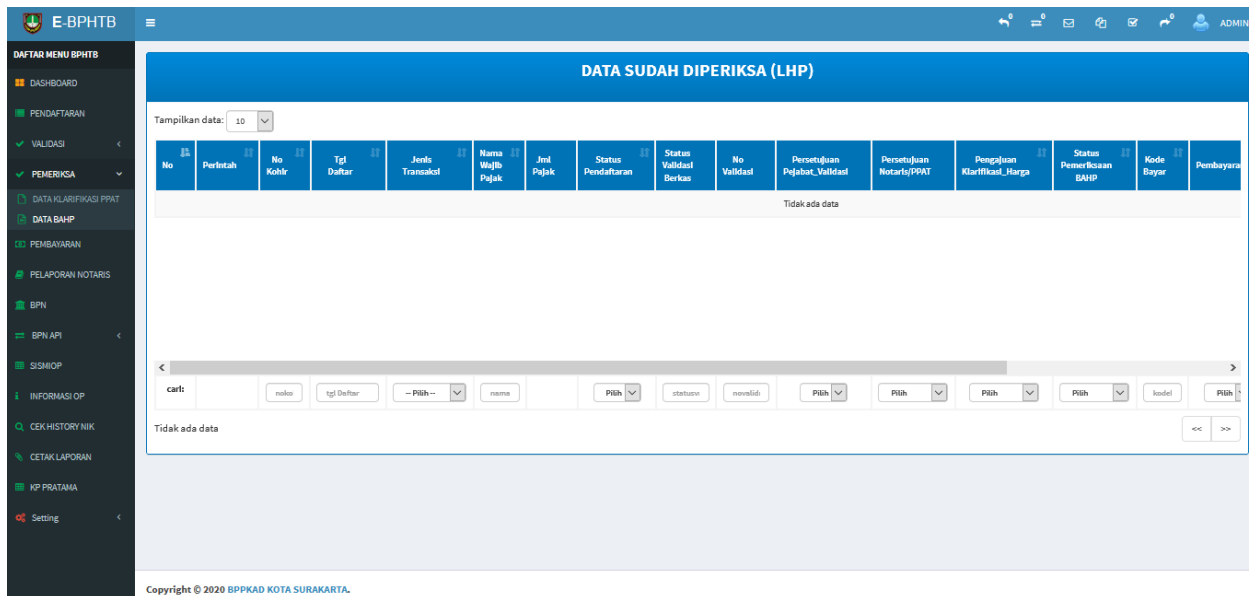 E-BPHTB
0 0 0 ADMIN
DAFTAR MENU BPHTB
DASHBOARD
PENDAFTARAN
VALIDASI
PEMERIKSA
DATA KLARIFIKASI PPAT
DATA BAHP
PEMBAYARAN
PELAPORAN NOTARIS
BPN
BPN API
SISMIOP
INFORMASI OP
CEK HISTORY NIK
CETAK LAPORAN
KP PRATAMA
Setting
DATA SUDAH DIPERIKSA (LHP)
Tampilkan data: 10
No
Perintah
No
Kohir
Tgl
Daftar
Jenis
Transaksi
Nama
Wajib
Pajak
Jml
Pajak
Status
Pendaftaran
Status
Validasi
Berkas
No
Validasi
Persetujuan
Pejabat_Validasi
Persetujuan
Notaris/PPAT
Pengajuan
Klarifikasi_Harga
Status
Pemeriksaan
BAHP
Kode
Bayar
Pembayara
Tidak ada data
cari: noko tgl Daftar -- Pilih -- nama Pilih statusv novalid Pilih Pilih Pilih Pilih kodel Pilih
Tidak ada data << >>
Copyright © 2020 BPPKAD KOTA SURAKARTA.